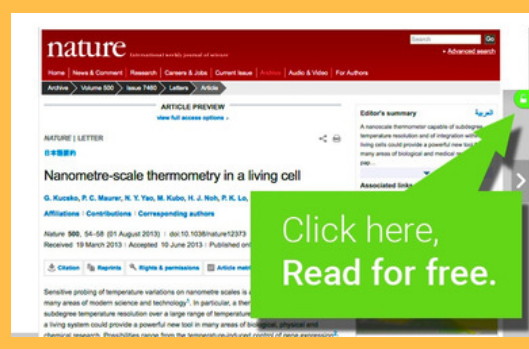 nature International weekly journal of science
Search Go
Advanced search
Home News & Comment Research Careers & Jobs Current Issue Archive Audio & Video For Authors
Archive Volume 500 Issue 7460 Letters Article
ARTICLE PREVIEW
view full access options
NATURE | LETTER
日本語要約
Nanometre-scale thermometry in a living cell
G. Kucsko, P. C. Maurer, N. Y. Yao, M. Kubo, H. J. Noh, P. K. Lo,
Affiliations Contributions Corresponding authors
Nature 500, 54–58 (01 August 2013) doi:10.1038/nature12373
Received 19 March 2013 Accepted 10 June 2013 Published onl
Citation Reprints Rights & permissions Article metri
Sensitive probing of temperature variations on nanometre scales is
many areas of modern science and technology1. In particular, a ther
subdegree temperature resolution over a large range of temperature
a living system could provide a powerful new tool in many areas of biological, physical and
chemical research. Possibilities range from the temperature-induced control of gene expression2-
Editor's summary
العربية
A nanoscale thermometer capable of subdegree
temperature resolution and of integration with
living cells could provide a powerful new tool
many areas of biological and medical
pap...
Associated links
Click here,
Read for free.